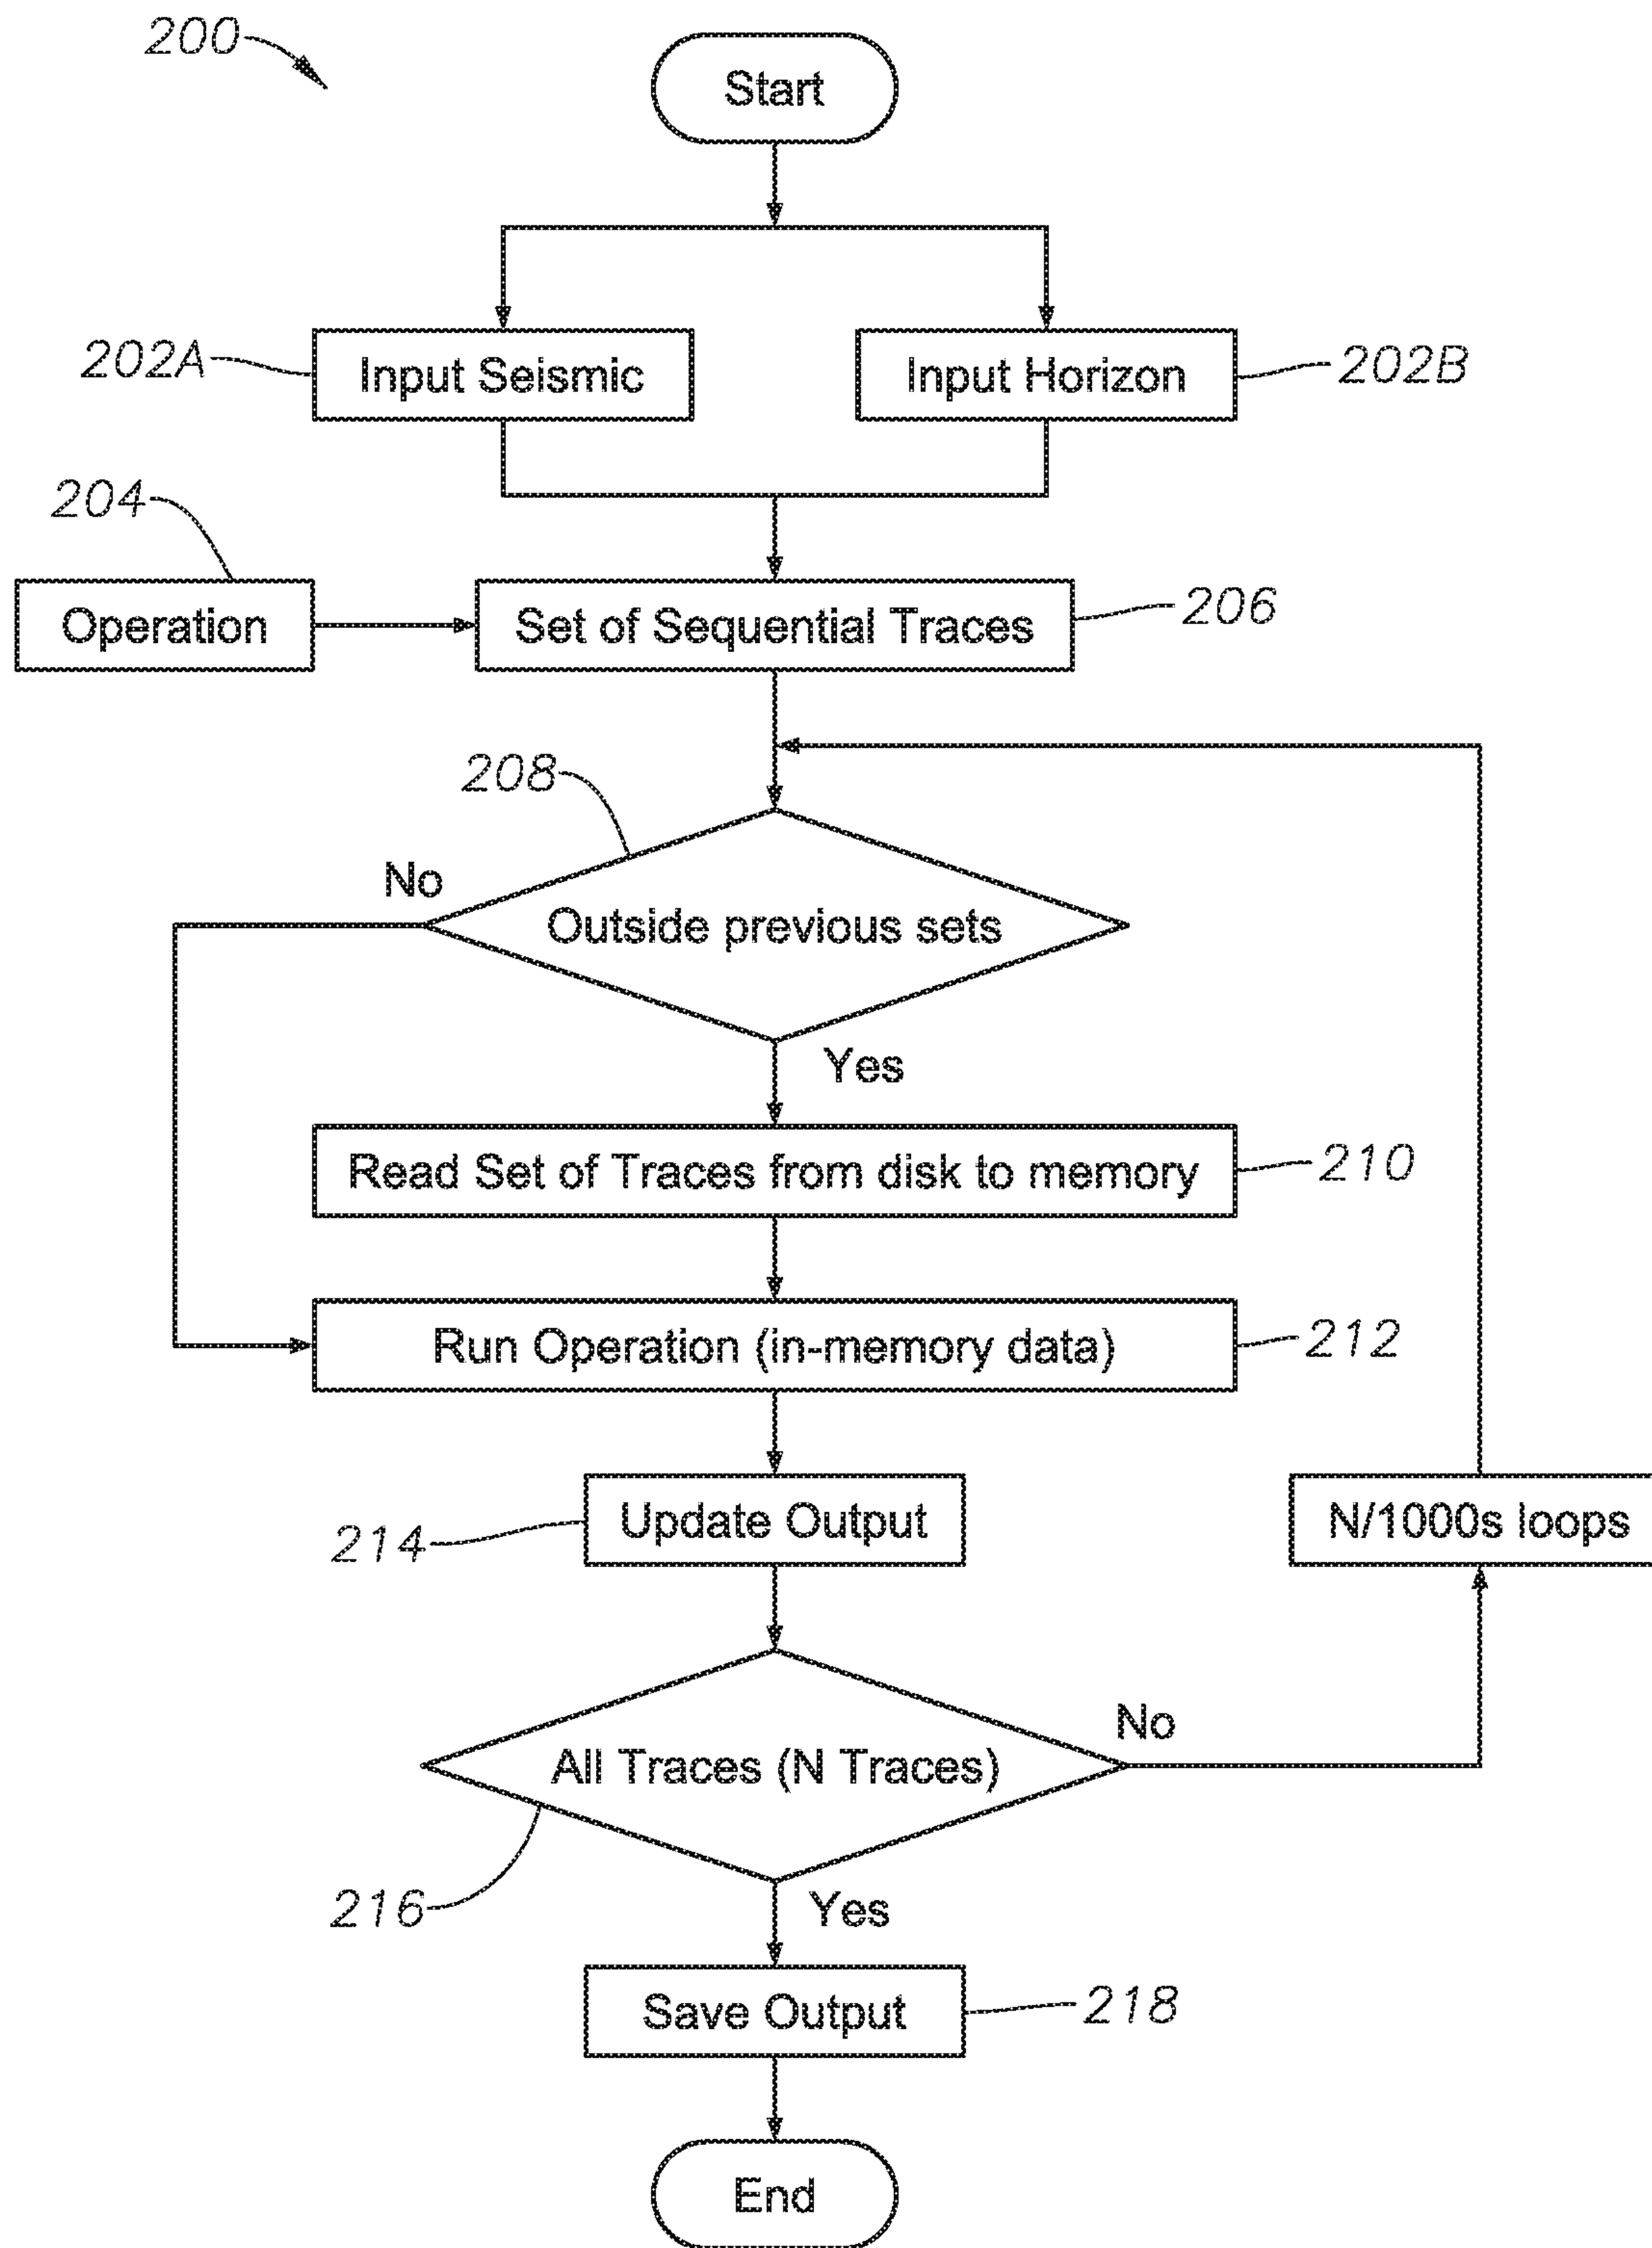 200
Start
202A
Input Seismic
Input Horizon
202B
204
Operation
Set of Sequential Traces
206
208
No
Outside previous sets
Yes
Read Set of Traces from disk to memory
210
Run Operation (in-memory data)
212
214
Update Output
N/1000s loops
No
All Traces (N Traces)
216
Yes
Save Output
218
End